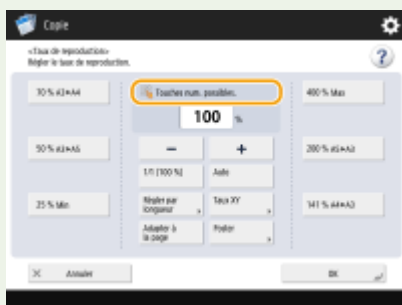 Copie
<Taux de reproduction>
Régler le taux de reproduction.
?
70 % A3▸A4
Touches num. possibles.
400 % Max
100 %
50 % A3▸A5
−
+
200 % A5▸A3
1/1 (100 %)
Auto
25 % Min
Régler par
longueur
Taux XY
141 % A4▸A3
Adapter à
la page
Poster
× Annuler
OK